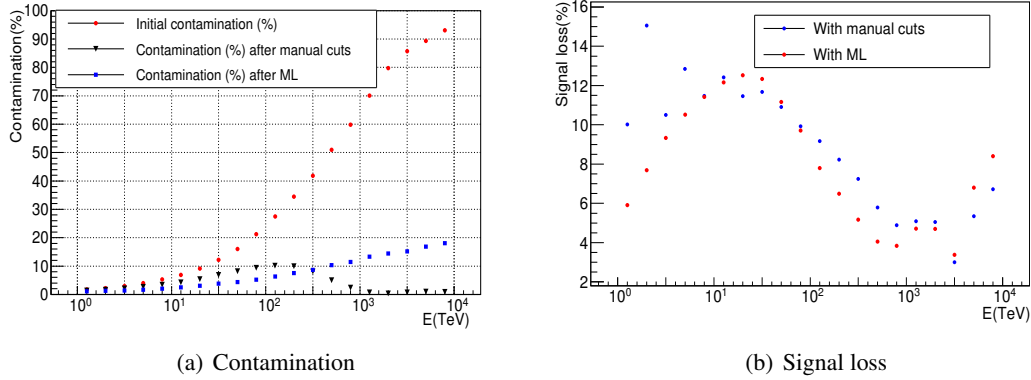 Contamination(%)
100
90
80
70
60
50
40
30
20
10
0
Initial contamination (%)
Contamination (%) after manual cuts
Contamination (%) after ML
10^0
10
10^2
10^3
10^4
E(TeV)
(a) Contamination
Signal loss(%)
16
14
12
10
8
6
4
2
With manual cuts
With ML
10^0
10^1
10^2
10^3
10^4
E(TeV)
(b) Signal loss